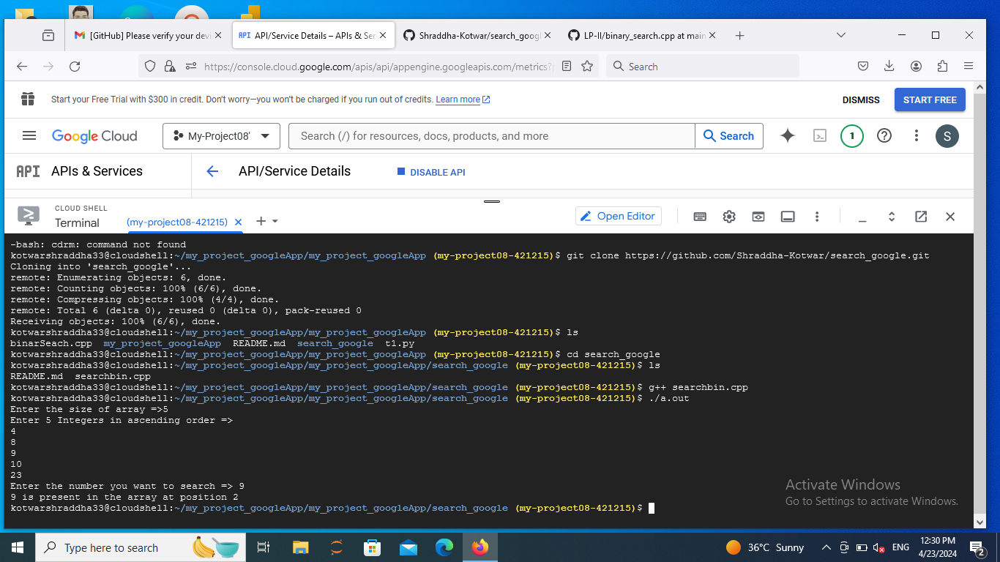 [GitHub] Please verify your devi
API API/Service Details – APIs & Ser
Shraddha-Kotwar/search_googl
LP-II/binary_search.cpp at main
https://console.cloud.google.com/apis/api/appengine.googleapis.com/metrics?p
Search
Start your Free Trial with $300 in credit. Don't worry—you won't be charged if you run out of credits. Learn more
DISMISS
START FREE
Google Cloud
My-Project08'
Search (/) for resources, docs, products, and more
Search
1
S
API APIs & Services
API/Service Details
DISABLE API
CLOUD SHELL
Terminal
(my-project08-421215)
Open Editor
-bash: cdrm: command not found
kotwarshraddha33@cloudshell:~/my_project_googleApp/my_project_googleApp (my-project08-421215)$ git clone https://github.com/Shraddha-Kotwar/search_google.git
Cloning into 'search_google'...
remote: Enumerating objects: 6, done.
remote: Counting objects: 100% (6/6), done.
remote: Compressing objects: 100% (4/4), done.
remote: Total 6 (delta 0), reused 0 (delta 0), pack-reused 0
Receiving objects: 100% (6/6), done.
kotwarshraddha33@cloudshell:~/my_project_googleApp/my_project_googleApp (my-project08-421215)$ ls
binarSeach.cpp my_project_googleApp README.md search_google t1.py
kotwarshraddha33@cloudshell:~/my_project_googleApp/my_project_googleApp (my-project08-421215)$ cd search_google
kotwarshraddha33@cloudshell:~/my_project_googleApp/my_project_googleApp/search_google (my-project08-421215)$ ls
README.md searchbin.cpp
kotwarshraddha33@cloudshell:~/my_project_googleApp/my_project_googleApp/search_google (my-project08-421215)$ g++ searchbin.cpp
kotwarshraddha33@cloudshell:~/my_project_googleApp/my_project_googleApp/search_google (my-project08-421215)$ ./a.out
Enter the size of array =>5
Enter 5 Integers in ascending order =>
4
8
9
10
23
Enter the number you want to search => 9
9 is present in the array at position 2
kotwarshraddha33@cloudshell:~/my_project_googleApp/my_project_googleApp/search_google (my-project08-421215)$
Activate Windows
Go to Settings to activate Windows.
Type here to search
36°C Sunny
ENG
12:30 PM
4/23/2024
2